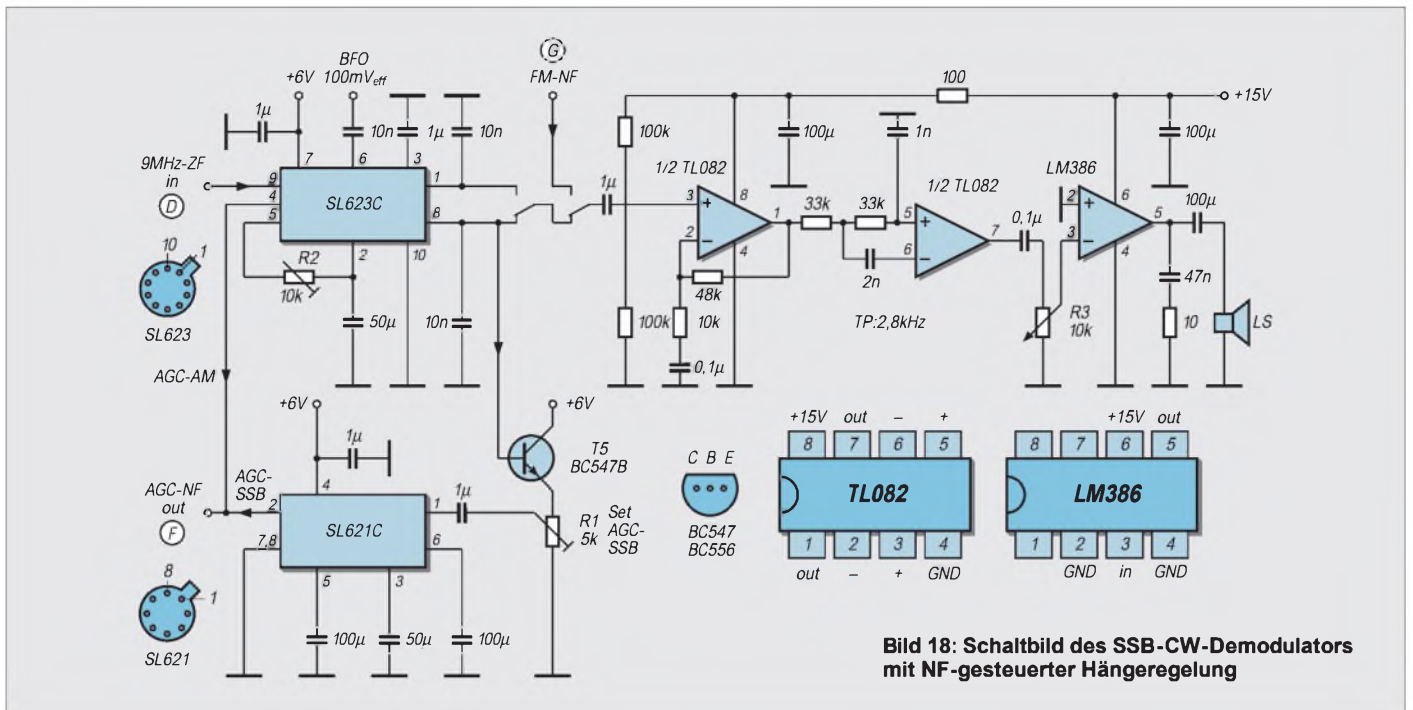 BFO
100mVeff
+6V
G
FM-NF
1µ
10n
1µ
10n
100k
100µ
100
+15V
1n
100µ
9MHz-ZF
in
D
7
6
3
9
4
5
SL623C
1
8
2
10
1µ
1/2 TL082
3
+
2
–
8
1
4
33k
33k
1/2 TL082
5
+
6
–
7
0,1µ
LM386
2
+
3
–
6
5
4
100µ
10
1
SL623
R2
10k
50µ
10n
48k
100k
10k
0,1µ
2n
TP:2,8kHz
R3
10k
47n
10
LS
AGC-AM
+6V
1µ
+6V
T5
BC547B
AGC-NF
out
F
AGC-
SSB
4
2
7,8
SL621C
1
6
5
3
1µ
R1
5k
Set
AGC-
SSB
8
1
SL621
100µ
50µ
100µ
C B E
BC547
BC556
+15V out – +
8 7 6 5
TL082
1 2 3 4
out – + GND
+15V out
8 7 6 5
LM386
1 2 3 4
GND in GND
Bild 18: Schaltbild des SSB-CW-Demodulators
mit NF-gesteuerter Hängeregelung